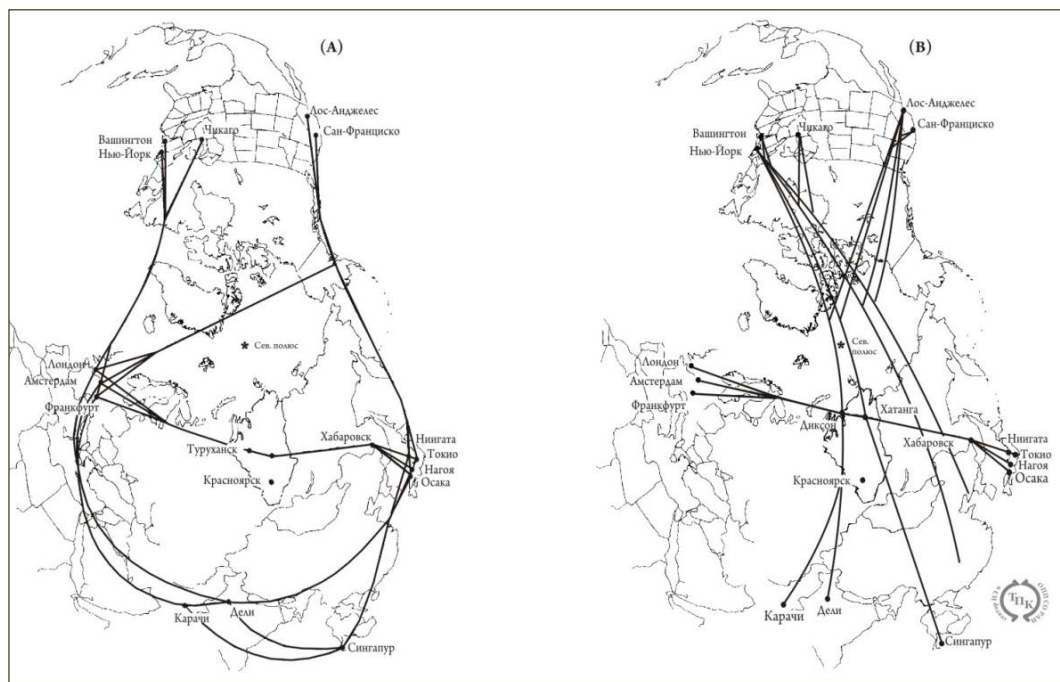 (A)
Лос-Анджелес
Сан-Франциско
Чикаго
Вашингтон
Нью-Йорк
Сев. полюс
Лондон
Амстердам
Франкфурт
Туруханск
Хабаровск
Ниигата
Токио
Нагоя
Осака
Красноярск
Карачи
Дели
Сингапур
(B)
Лос-Анджелес
Сан-Франциско
Чикаго
Вашингтон
Нью-Йорк
Сев.
полюс
Лондон
Амстердам
Франкфурт
Диксон
Хатанга
Хабаровск
Ниигата
Токио
Нагоя
Осака
Красноярск
Карачи
Дели
Сингапур
ТПК